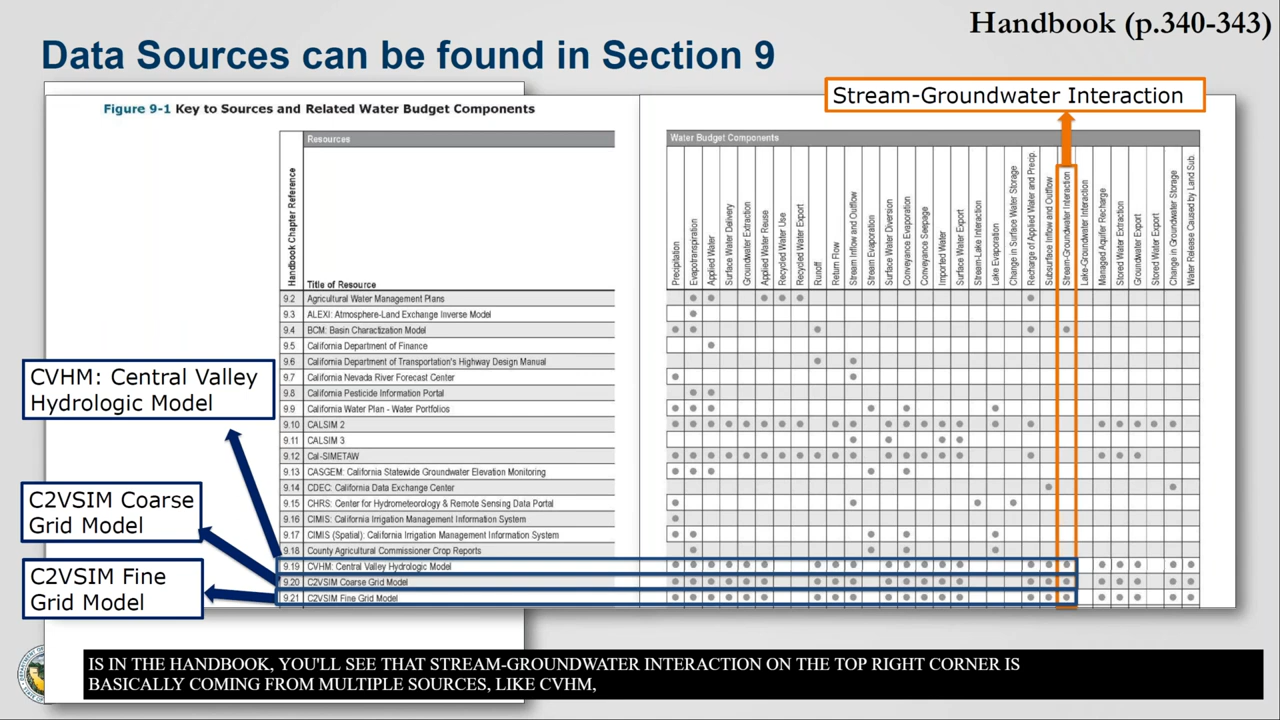 Handbook (p.340-343)
Data Sources can be found in Section 9
Stream-Groundwater Interaction
Figure 9-1 Key to Sources and Related Water Budget Components
Resources
Handbook Chapter Reference
Title of Resource
Water Budget Components
Precipitation
Evapotranspiration
Applied Water
Surface Water Delivery
Groundwater Extraction
Applied Water Reuse
Recycled Water Use
Recycled Water Export
Runoff
Return Flow
Stream Inflow and Outflow
Stream Evaporation
Surface Water Diversion
Conveyance Evaporation
Conveyance Seepage
Imported Water
Surface Water Export
Stream-Lake Interaction
Lake Evaporation
Change in Surface Water Storage
Recharge of Applied Water and Precip.
Subsurface Inflow and Outflow
Stream-Groundwater Interaction
Lake-Groundwater Interaction
Managed Aquifer Recharge
Stored Water Extraction
Groundwater Export
Stored Water Export
Change in Groundwater Storage
Water Release Caused by Land Sub.
9.2 Agricultural Water Management Plans
9.3 ALEXI: Atmosphere-Land Exchange Inverse Model
9.4 BCM: Basin Charactization Model
9.5 California Department of Finance
9.6 California Department of Transportation's Highway Design Manual
9.7 California Nevada River Forecast Center
9.8 California Pesticide Information Portal
9.9 California Water Plan - Water Portfolios
9.10 CALSIM 2
9.11 CALSIM 3
9.12 Cal-SIMETAW
9.13 CASGEM: California Statewide Groundwater Elevation Monitoring
9.14 CDEC: California Data Exchange Center
9.15 CHRS: Center for Hydrometeorology & Remote Sensing Data Portal
9.16 CIMIS: California Irrigation Management Information System
9.17 CIMIS (Spatial): California Irrigation Management Information System
9.18 County Agricultural Commissioner Crop Reports
9.19 CVHM: Central Valley Hydrologic Model
9.20 C2VSIM Coarse Grid Model
9.21 C2VSIM Fine Grid Model
CVHM: Central Valley
Hydrologic Model
C2VSIM Coarse
Grid Model
C2VSIM Fine
Grid Model
IS IN THE HANDBOOK, YOU'LL SEE THAT STREAM-GROUNDWATER INTERACTION ON THE TOP RIGHT CORNER IS
BASICALLY COMING FROM MULTIPLE SOURCES, LIKE CVHM,